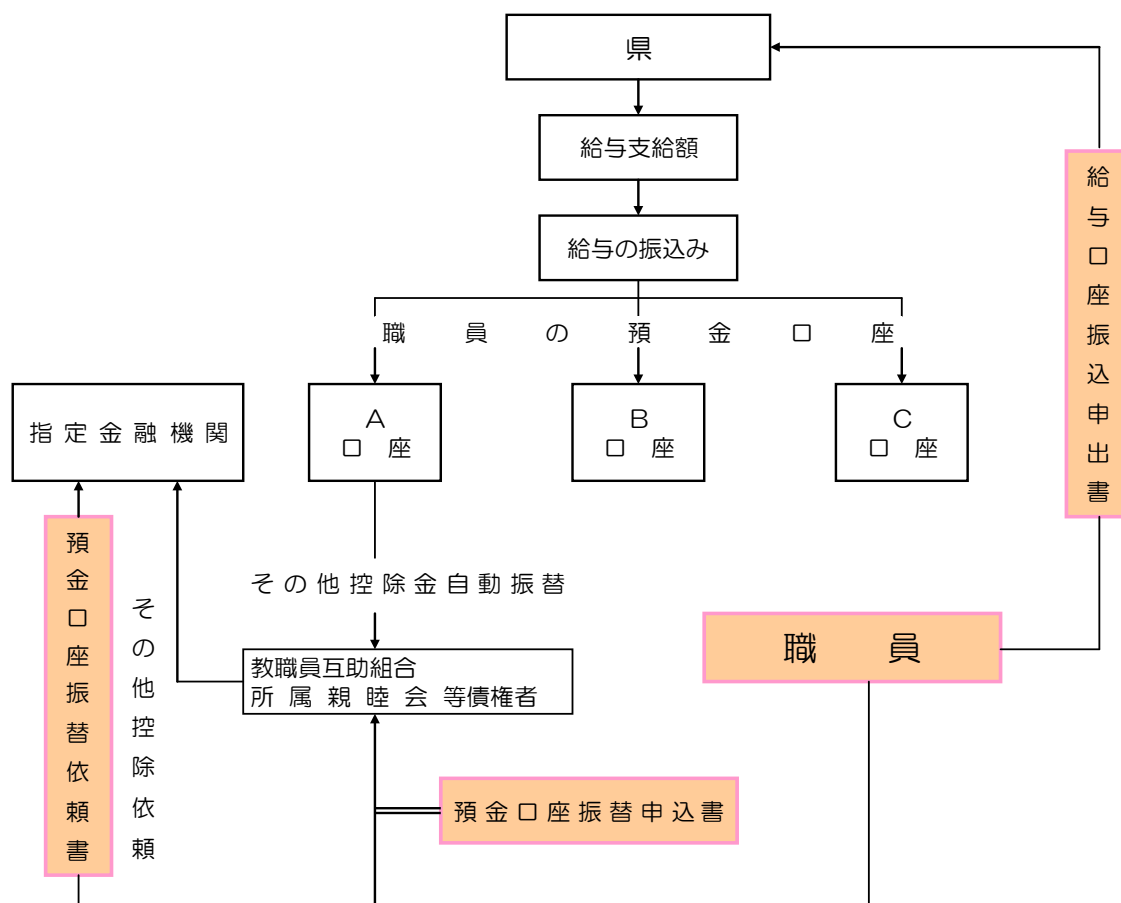 県
給与支給額
給与の振込み
職員の預金口座
A
口座
B
口座
C
口座
指定金融機関
給与口座振込申出書
預金口座振替依頼書
その他控除依頼
その他控除金自動振替
職員
教職員互助組合
所属親睦会等債権者
預金口座振替申込書